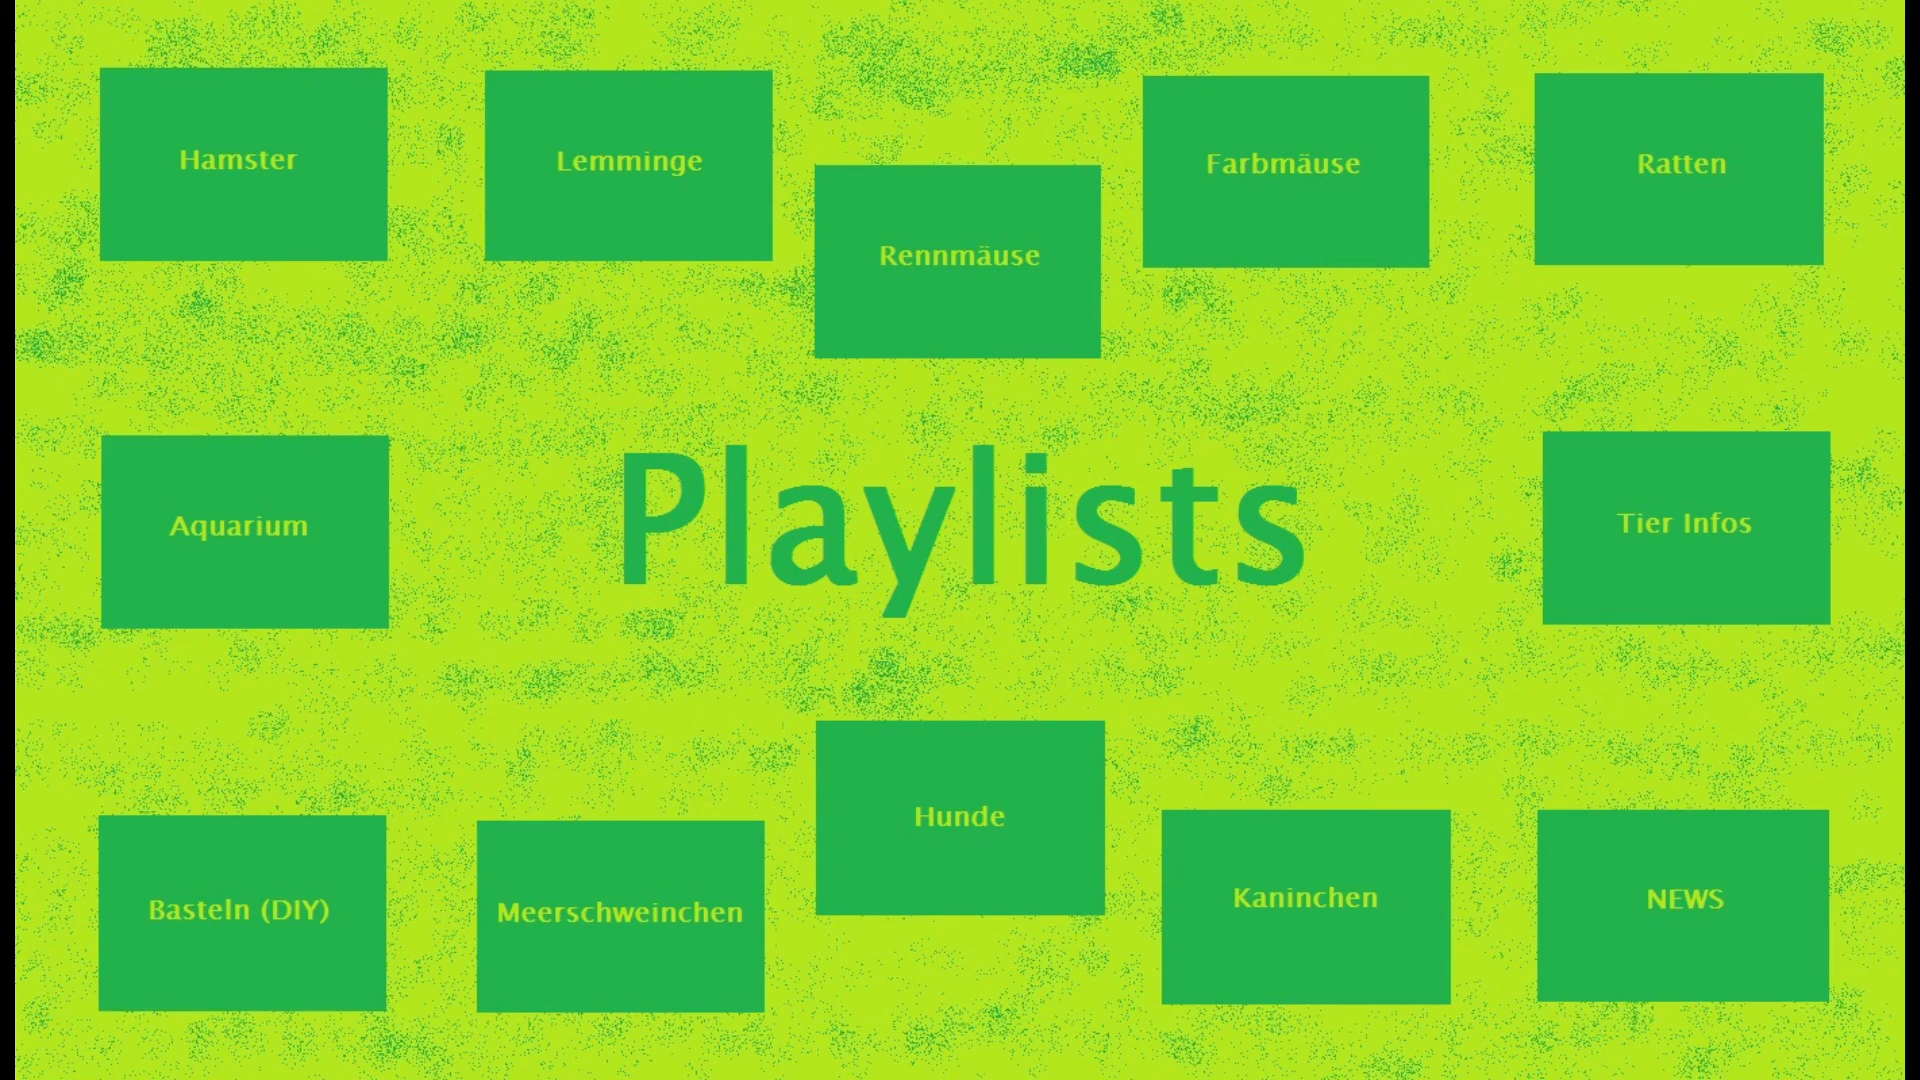 Hamster
Lemminge
Rennmäuse
Farbmäuse
Ratten
Aquarium
Playlists
Tier Infos
Basteln (DIY)
Meerschweinchen
Hunde
Kaninchen
NEWS